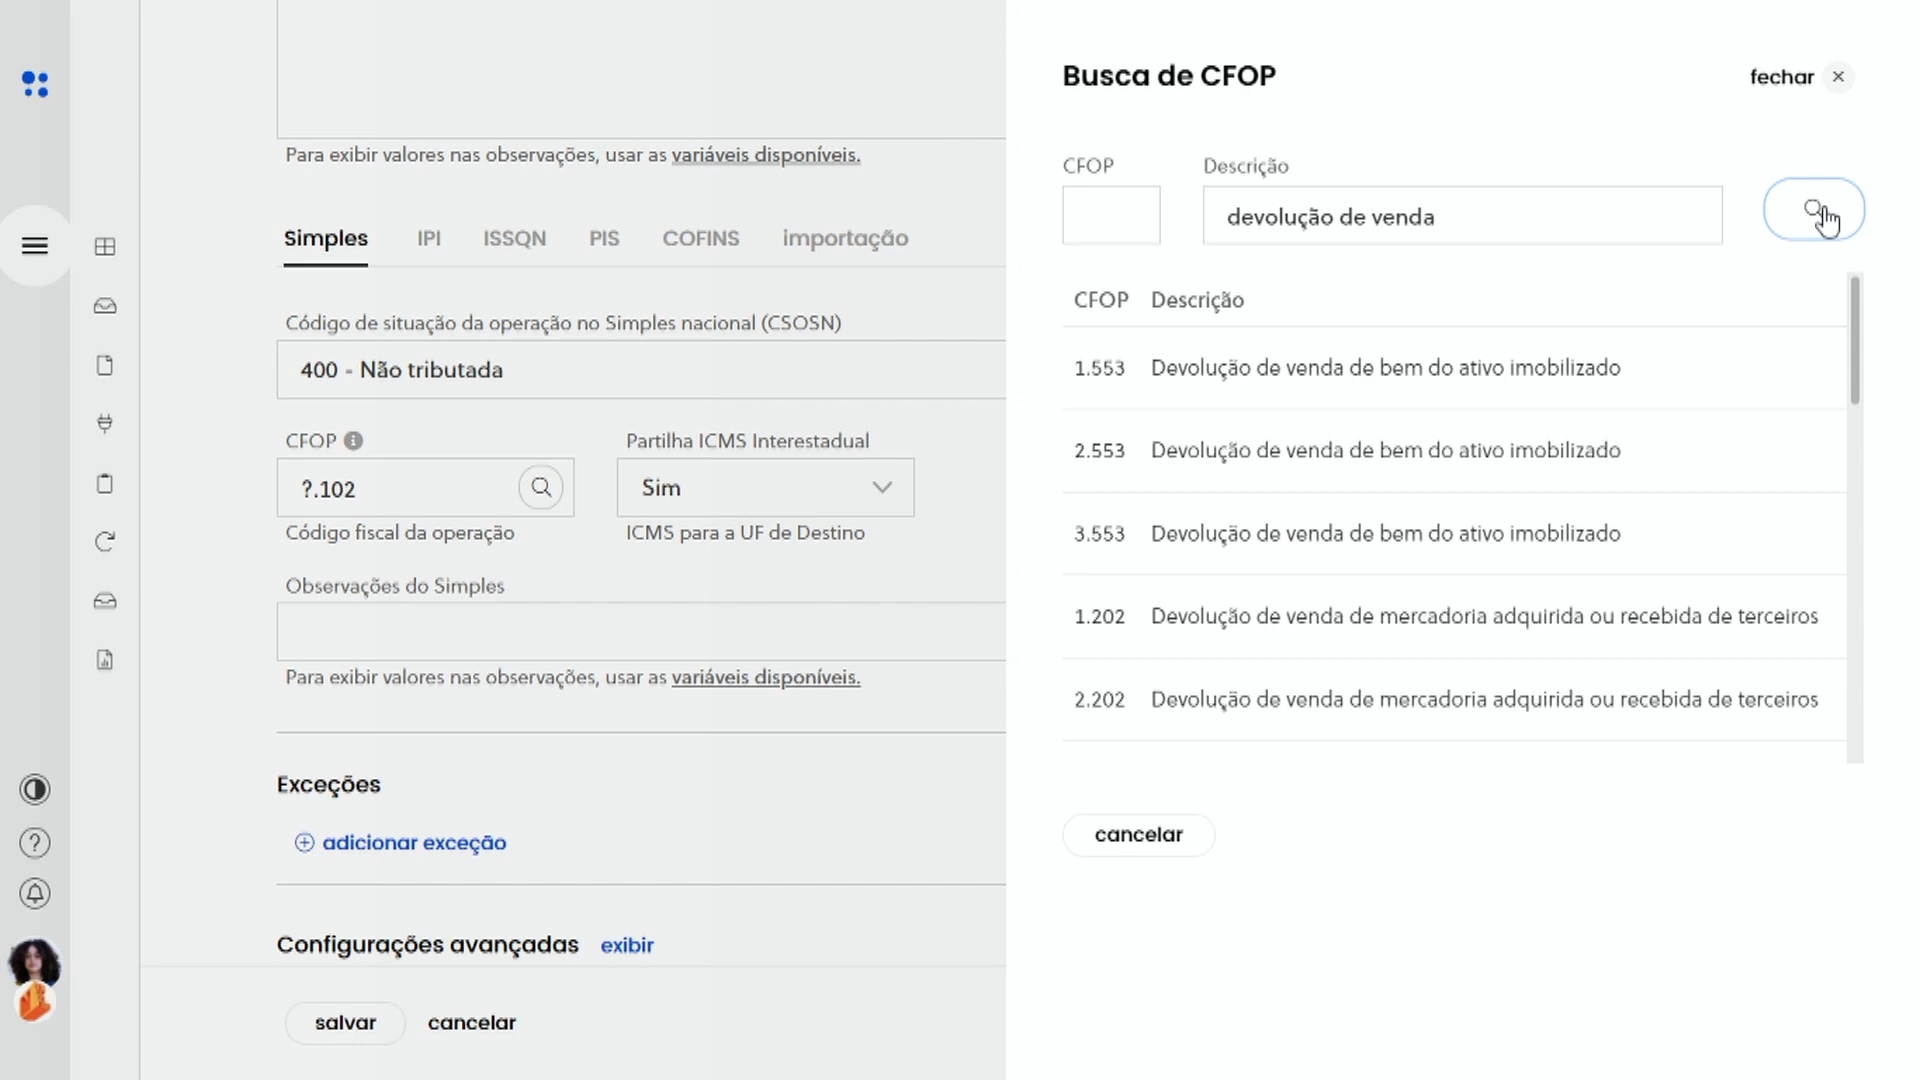 Para exibir valores nas observações, usar as variáveis disponíveis.
Simples IPI ISSQN PIS COFINS importação
Código de situação da operação no Simples nacional (CSOSN)
400 - Não tributada
CFOP Partilha ICMS Interestadual
?.102 Sim
Código fiscal da operação ICMS para a UF de Destino
Observações do Simples
Para exibir valores nas observações, usar as variáveis disponíveis.
Exceções
adicionar exceção
Configurações avançadas exibir
salvar cancelar
Busca de CFOP fechar
CFOP Descrição
devolução de venda
CFOP Descrição
1.553 Devolução de venda de bem do ativo imobilizado
2.553 Devolução de venda de bem do ativo imobilizado
3.553 Devolução de venda de bem do ativo imobilizado
1.202 Devolução de venda de mercadoria adquirida ou recebida de terceiros
2.202 Devolução de venda de mercadoria adquirida ou recebida de terceiros
cancelar